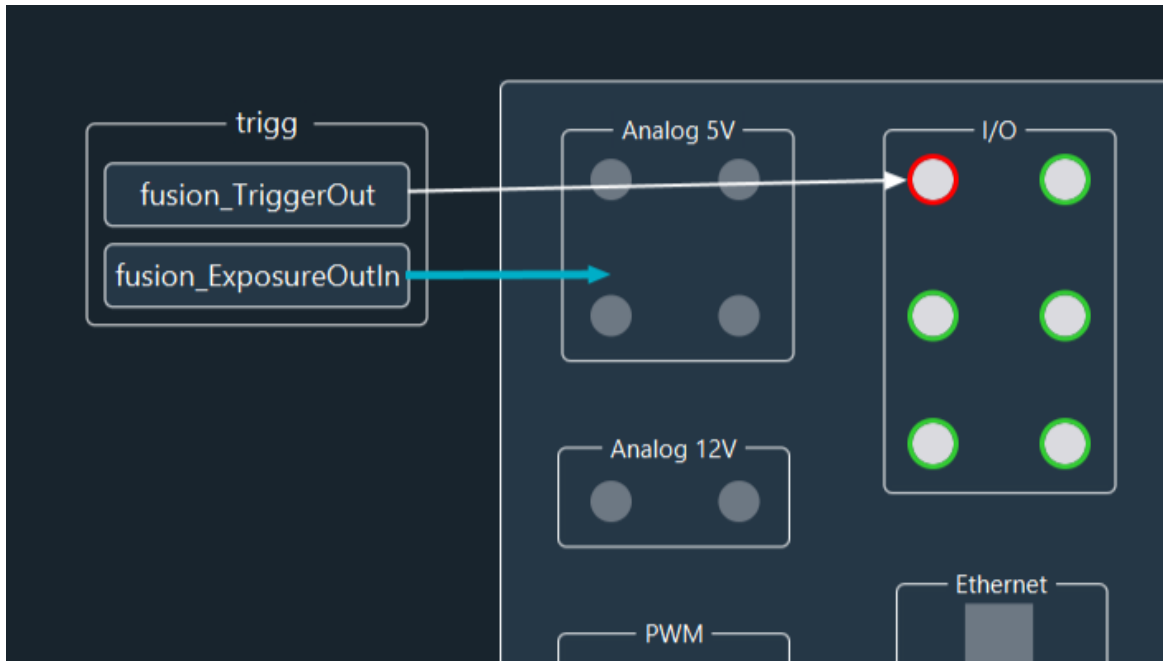 trigg
fusion_TriggerOut
fusion_ExposureOutIn
Analog 5V
I/O
Analog 12V
Ethernet
PWM